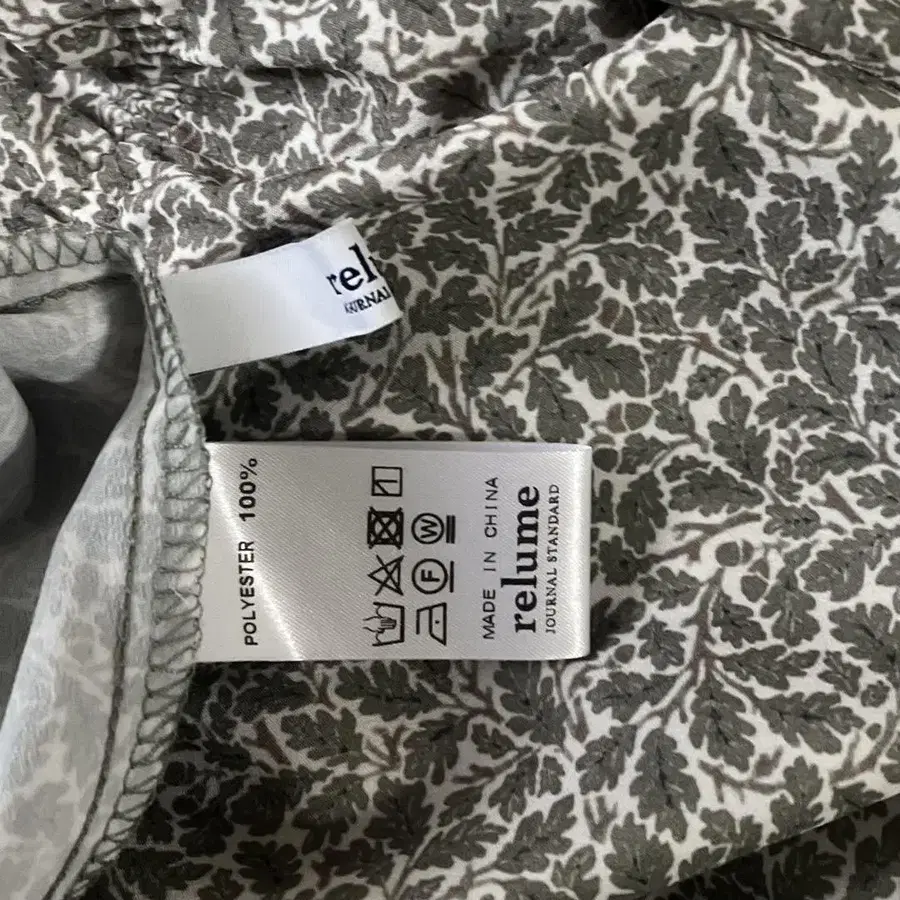 rel
POLYESTER 100%
F
W
MADE IN CHINA
relume
JOURNAL STANDARD